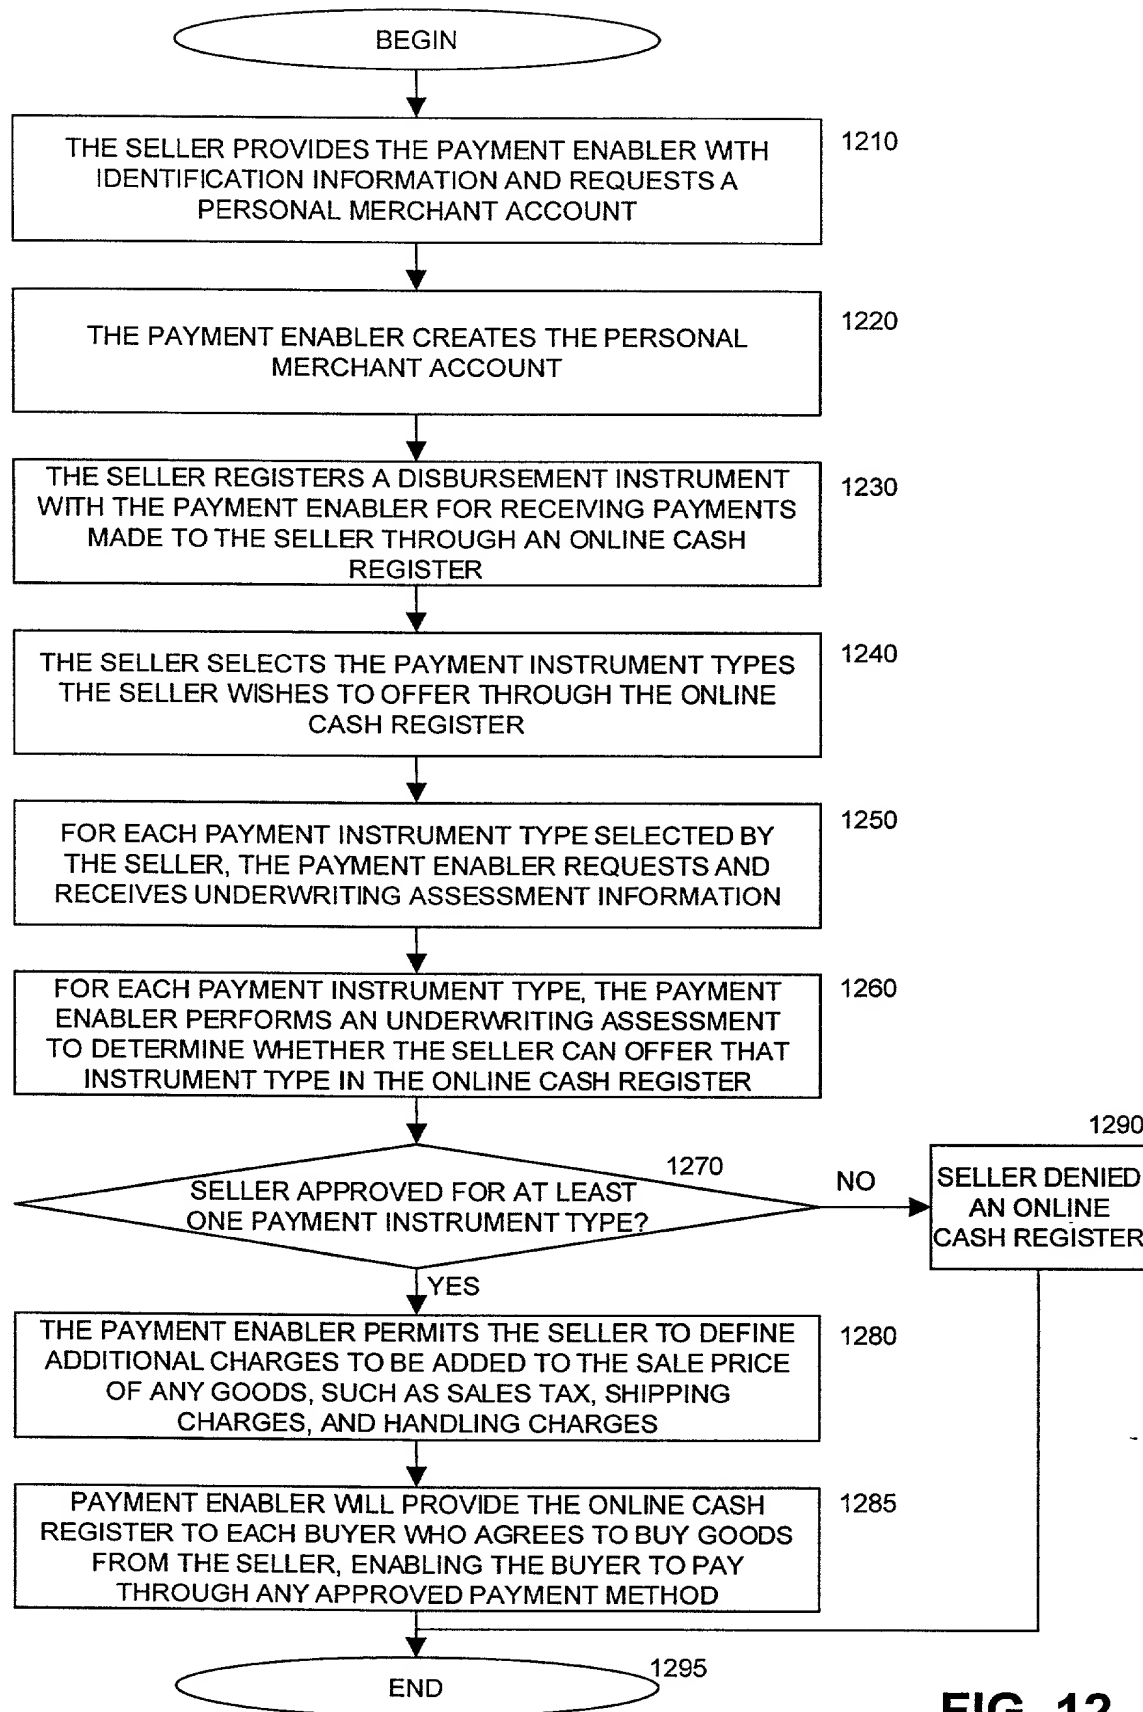 BEGIN
THE SELLER PROVIDES THE PAYMENT ENABLER WITH
IDENTIFICATION INFORMATION AND REQUESTS A
PERSONAL MERCHANT ACCOUNT
1210
THE PAYMENT ENABLER CREATES THE PERSONAL
MERCHANT ACCOUNT
1220
THE SELLER REGISTERS A DISBURSEMENT INSTRUMENT
WITH THE PAYMENT ENABLER FOR RECEIVING PAYMENTS
MADE TO THE SELLER THROUGH AN ONLINE CASH
REGISTER
1230
THE SELLER SELECTS THE PAYMENT INSTRUMENT TYPES
THE SELLER WISHES TO OFFER THROUGH THE ONLINE
CASH REGISTER
1240
FOR EACH PAYMENT INSTRUMENT TYPE SELECTED BY
THE SELLER, THE PAYMENT ENABLER REQUESTS AND
RECEIVES UNDERWRITING ASSESSMENT INFORMATION
1250
FOR EACH PAYMENT INSTRUMENT TYPE, THE PAYMENT
ENABLER PERFORMS AN UNDERWRITING ASSESSMENT
TO DETERMINE WHETHER THE SELLER CAN OFFER THAT
INSTRUMENT TYPE IN THE ONLINE CASH REGISTER
1260
SELLER APPROVED FOR AT LEAST
ONE PAYMENT INSTRUMENT TYPE?
1270
NO
1290
SELLER DENIED
AN ONLINE
CASH REGISTER
YES
THE PAYMENT ENABLER PERMITS THE SELLER TO DEFINE
ADDITIONAL CHARGES TO BE ADDED TO THE SALE PRICE
OF ANY GOODS, SUCH AS SALES TAX, SHIPPING
CHARGES, AND HANDLING CHARGES
1280
PAYMENT ENABLER WILL PROVIDE THE ONLINE CASH
REGISTER TO EACH BUYER WHO AGREES TO BUY GOODS
FROM THE SELLER, ENABLING THE BUYER TO PAY
THROUGH ANY APPROVED PAYMENT METHOD
1285
END
1295
FIG. 12